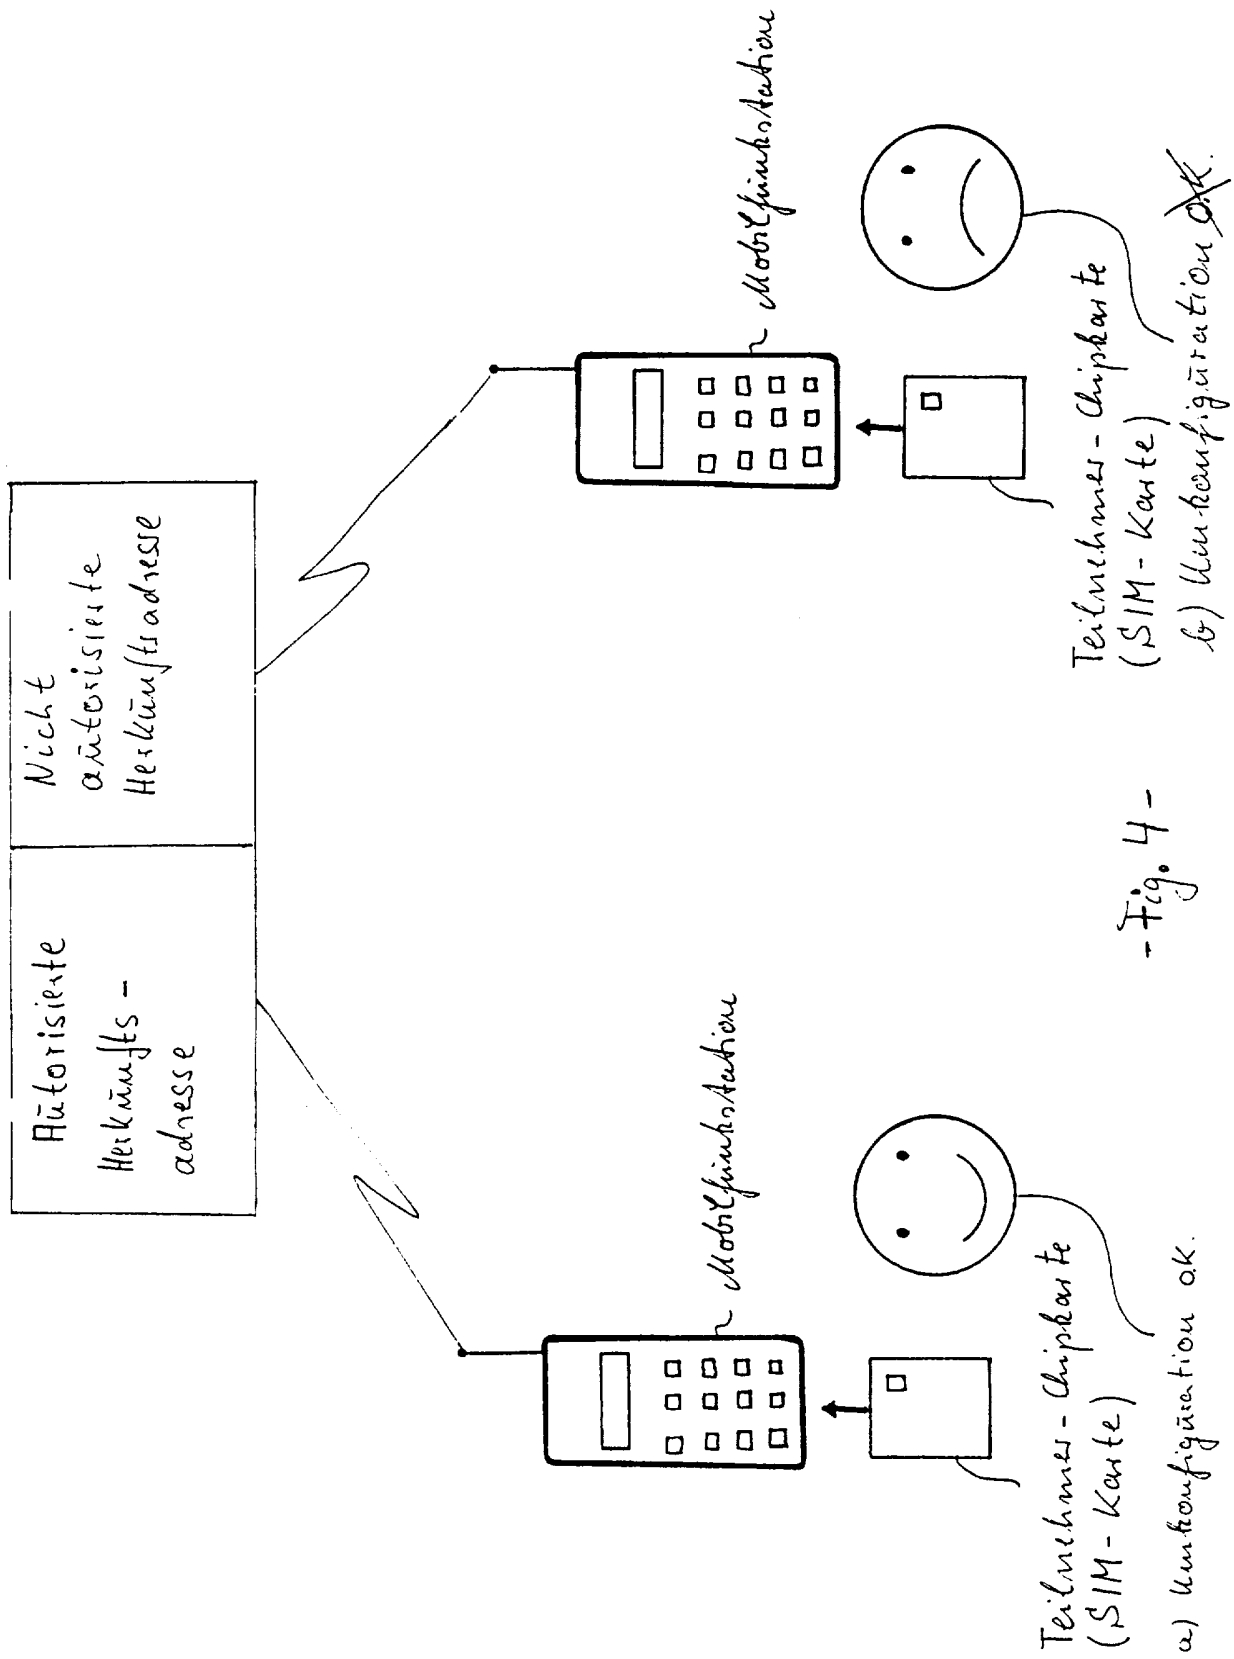 Autorisierte
Herkunfts-
adresse
Nicht
autorisierte
Herkunftsadresse
Mobilfunkstation
Teilnehmer-Chipkarte
(SIM-Karte)
a) Umkonfiguration o.k.
Mobilfunkstation
Teilnehmer-Chipkarte
(SIM-Karte)
b) Umkonfiguration o.k.
-Fig. 4-